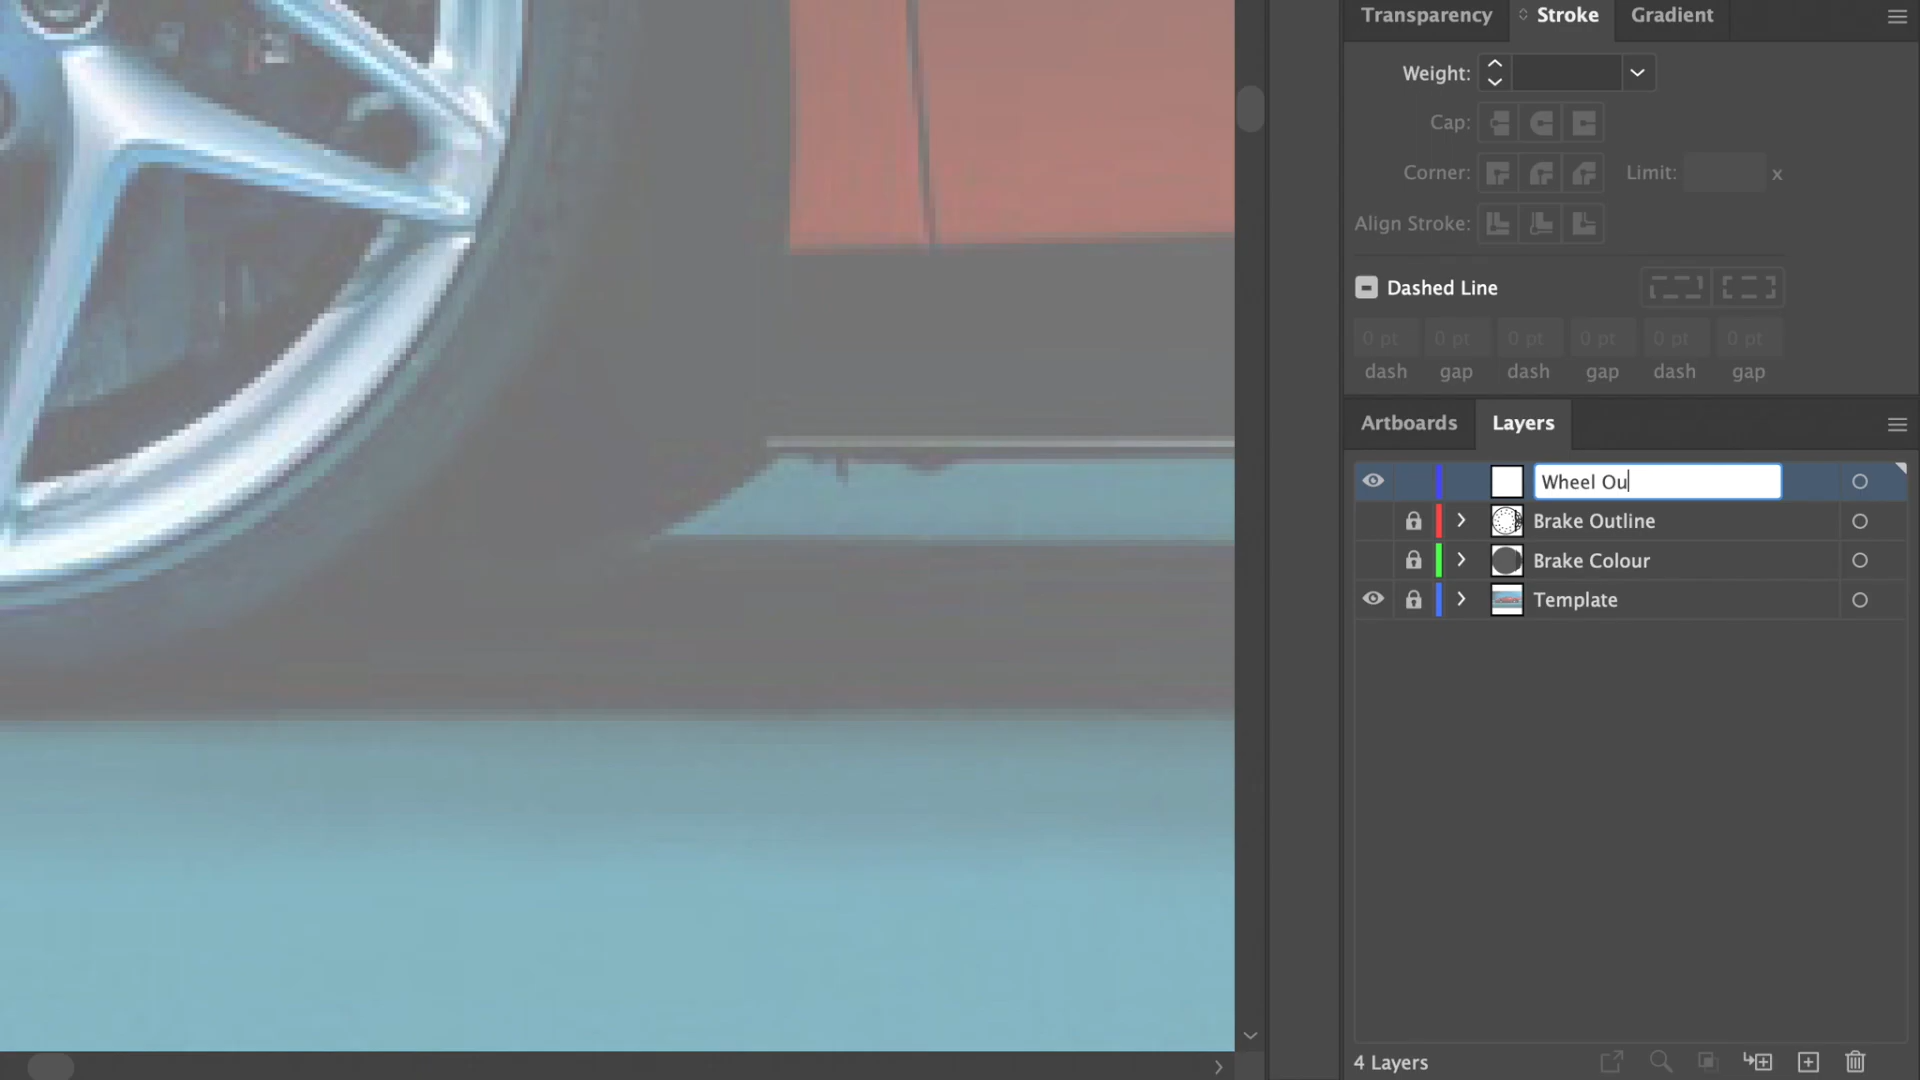 Transparency Stroke Gradient
Weight:
Cap:
Corner: Limit: x
Align Stroke:
Dashed Line
0 pt 0 pt 0 pt 0 pt 0 pt 0 pt
dash gap dash gap dash gap
Artboards Layers
Wheel Ou
Brake Outline
Brake Colour
Template
4 Layers